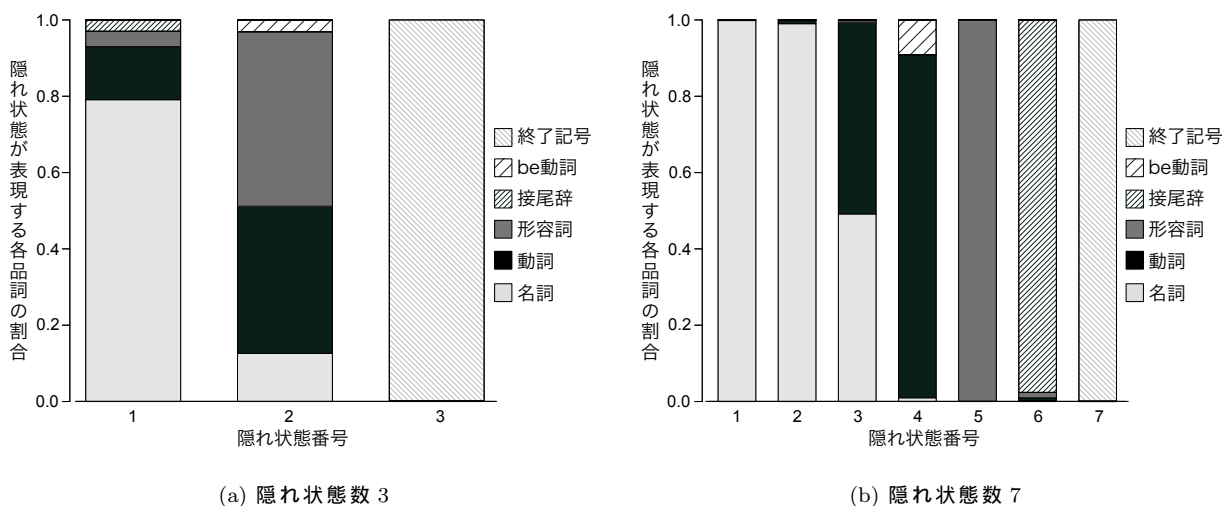 隠れ状態が表現する各品詞の割合
1.0
0.8
0.6
0.4
0.2
0.0
1 2 3
隠れ状態番号
終了記号
be動詞
接尾辞
形容詞
動詞
名詞
(a) 隠れ状態数 3
隠れ状態が表現する各品詞の割合
1.0
0.8
0.6
0.4
0.2
0.0
1 2 3 4 5 6 7
隠れ状態番号
終了記号
be動詞
接尾辞
形容詞
動詞
名詞
(b) 隠れ状態数 7